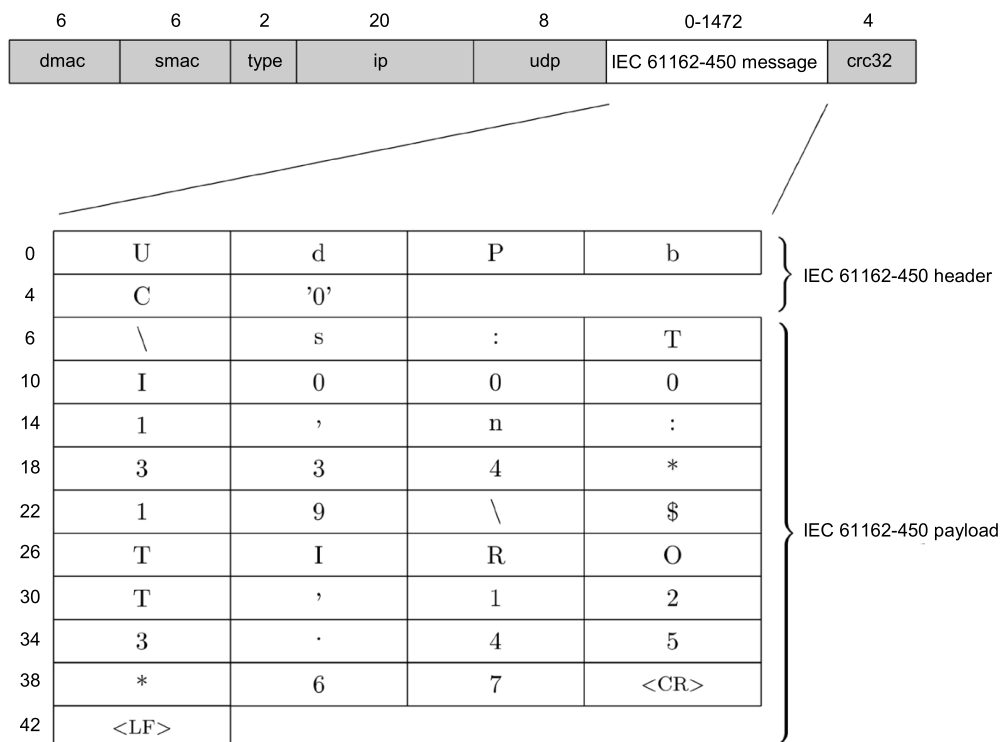 6 6 2 20 8 0-1472 4
dmac smac type ip udp IEC 61162-450 message crc32
0 U d P b
IEC 61162-450 header
4 C '0'
6 \ s : T
10 I 0 0 0
14 1 , n :
18 3 3 4 *
22 1 9 \ $
IEC 61162-450 payload
26 T I R O
30 T , 1 2
34 3 . 4 5
38 * 6 7 <CR>
42 <LF>